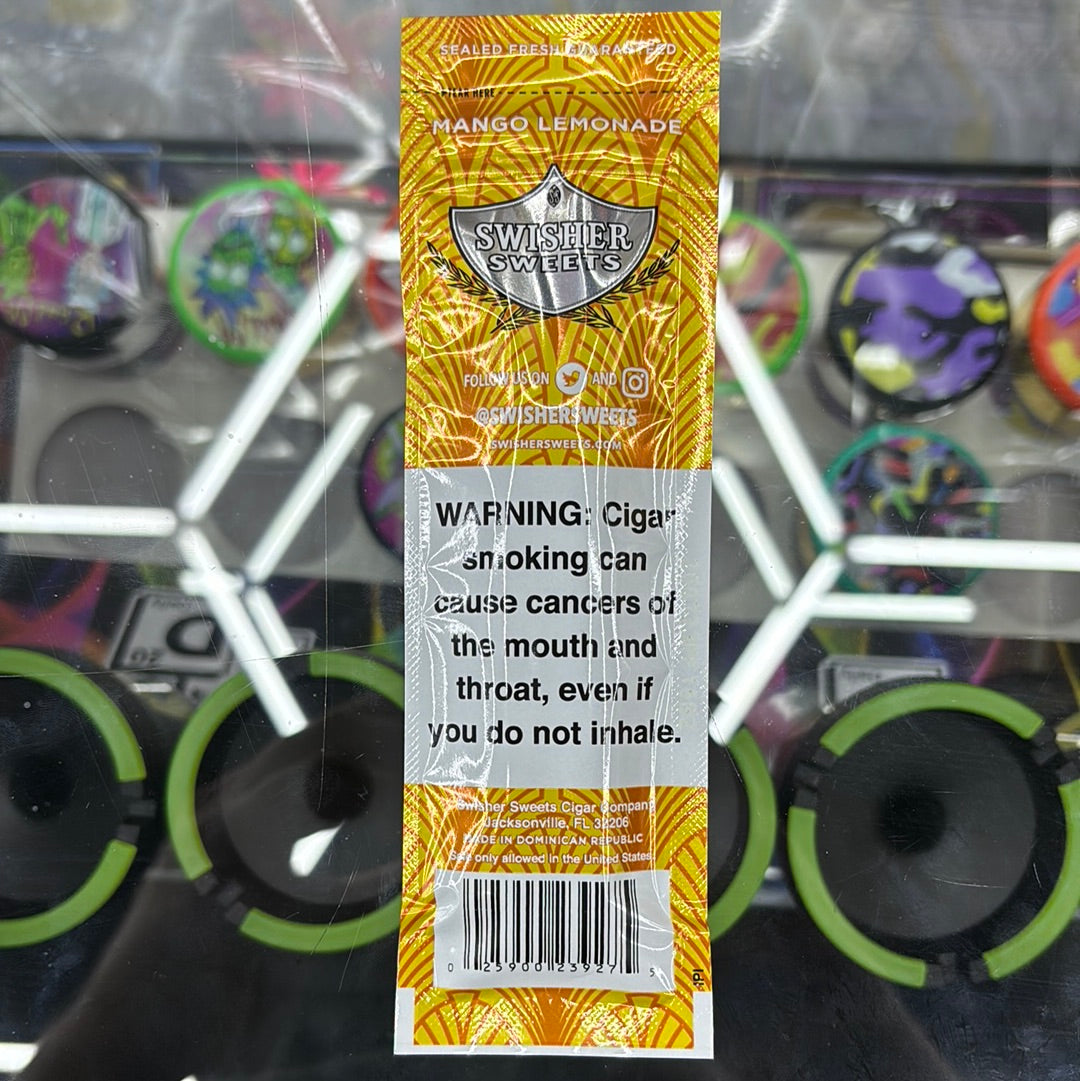 SEALED FRESH GUARANTEED
TEAR HERE
MANGO LEMONADE
SWISHER
SWEETS
FOLLOW US ON AND
@SWISHERSWEETS
SWISHERSWEETS.COM
WARNING: Cigar
smoking can
cause cancers of
the mouth and
throat, even if
you do not inhale.
Swisher Sweets Cigar Company
Jacksonville, FL 32206
MADE IN DOMINICAN REPUBLIC
Sale only allowed in the United States.
0 25900 23927 5